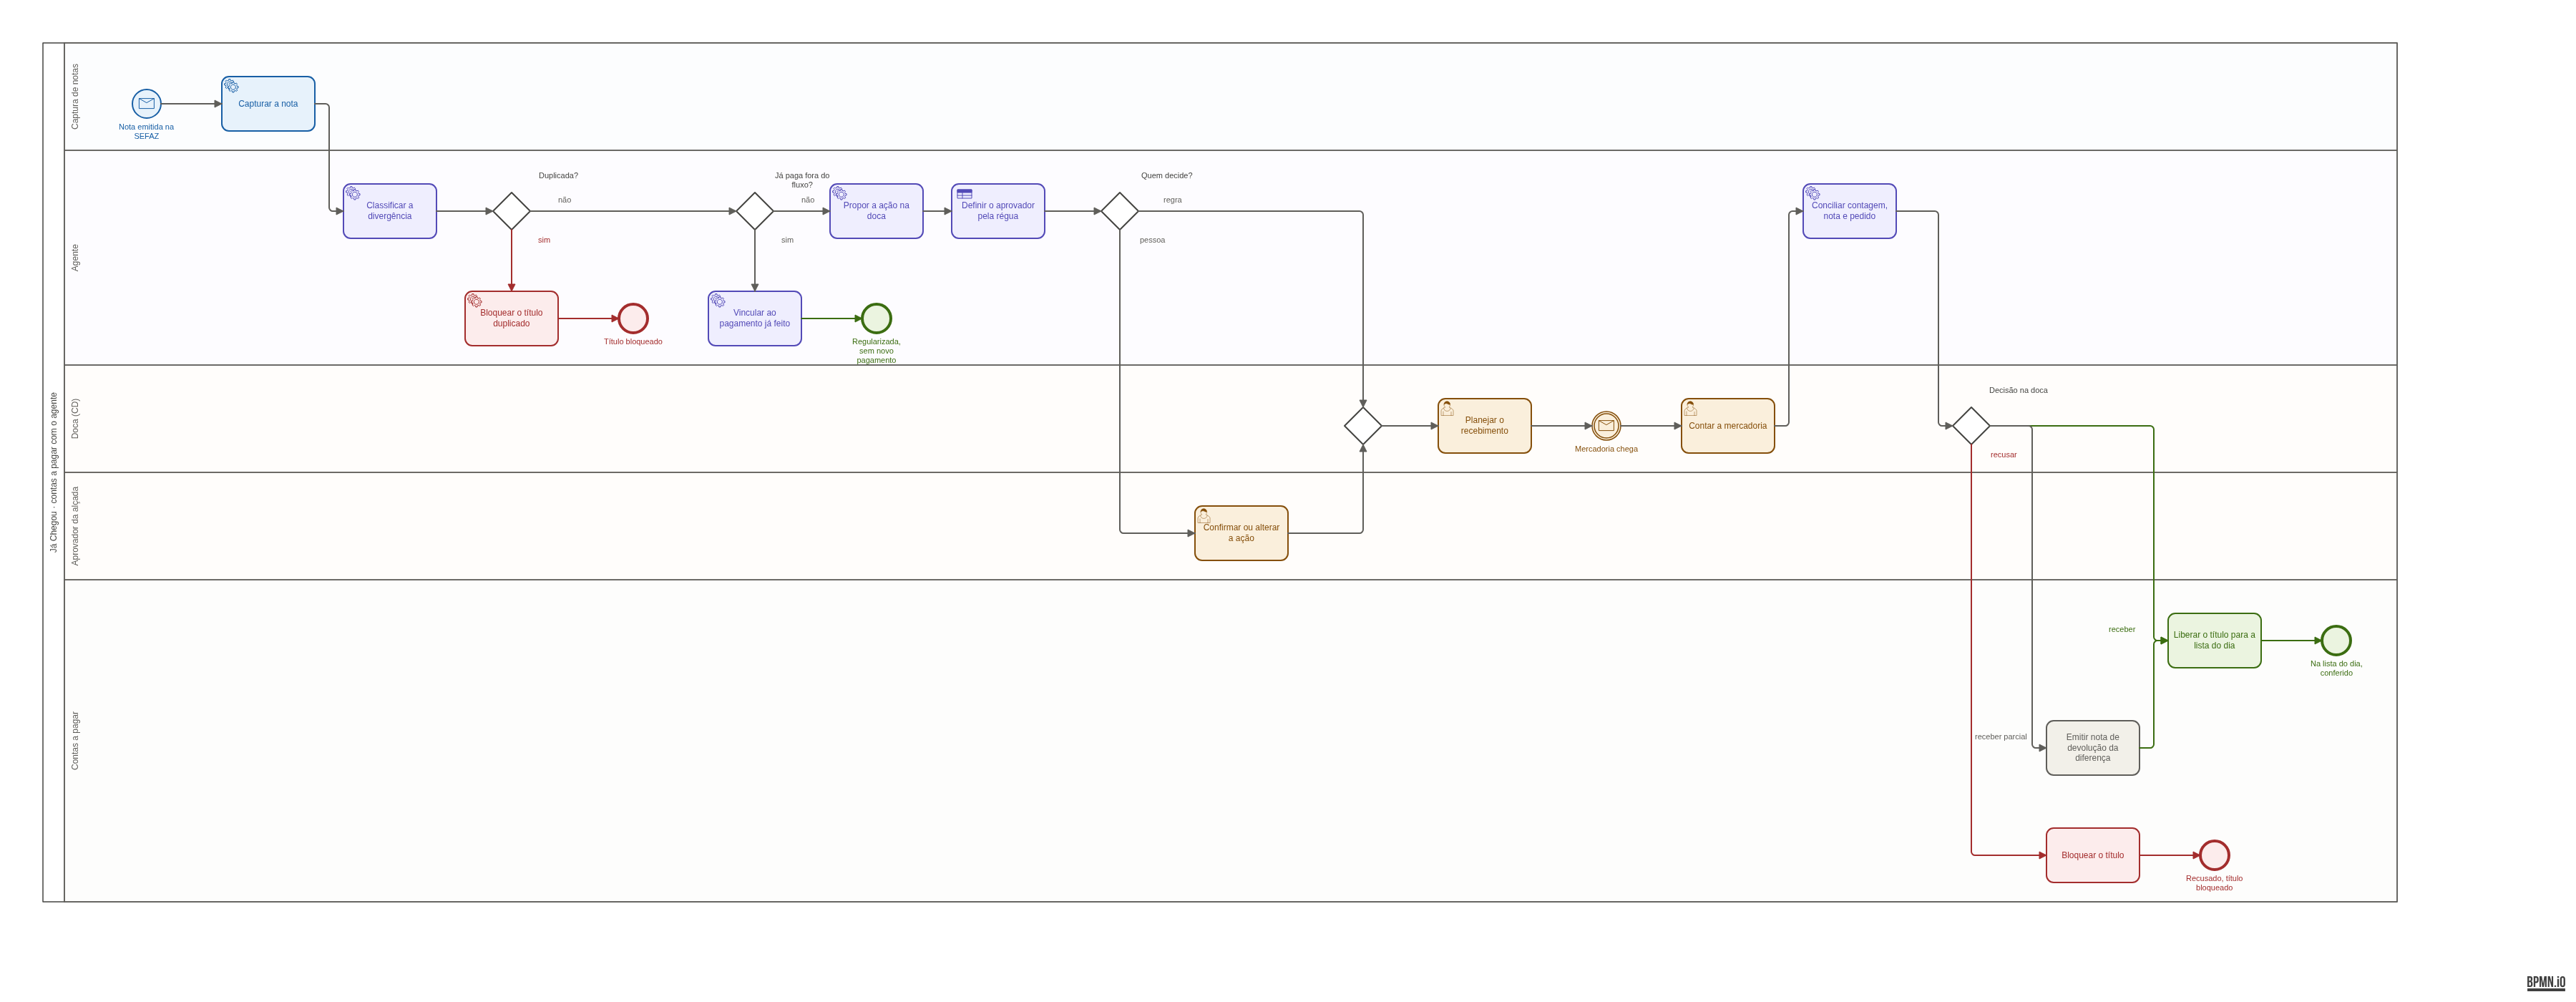 Já Chegou - contas a pagar com o agente
Captura de notas
Nota emitida na
SEFAZ
Capturar a nota
Agente
Classificar a
divergência
Duplicada?
não
sim
Bloquear o título
duplicado
Título bloqueado
Já paga fora do
fluxo?
não
sim
Vincular ao
pagamento já feito
Regularizada,
sem novo
pagamento
Propor a ação na
doca
Definir o aprovador
pela régua
Quem decide?
regra
pessoa
Conciliar contagem,
nota e pedido
Doca (CD)
Planejar o
recebimento
Mercadoria chega
Contar a mercadoria
Decisão na doca
recusar
Aprovador da alçada
Confirmar ou alterar
a ação
Contas a pagar
receber
Liberar o título para a
lista do dia
Na lista do dia,
conferido
receber parcial
Emitir nota de
devolução da
diferença
Bloquear o título
Recusado, título
bloqueado
BPMN.iO